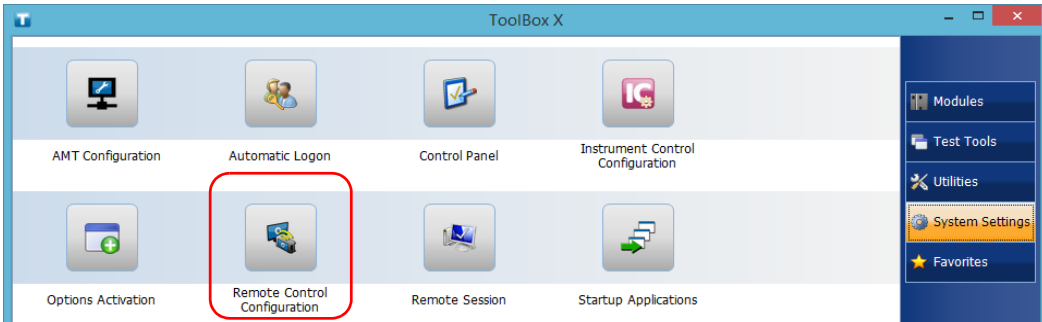 T
ToolBox X
AMT Configuration
Automatic Logon
Control Panel
IC
Instrument Control
Configuration
Options Activation
Remote Control
Configuration
Remote Session
Startup Applications
Modules
Test Tools
Utilities
System Settings
Favorites